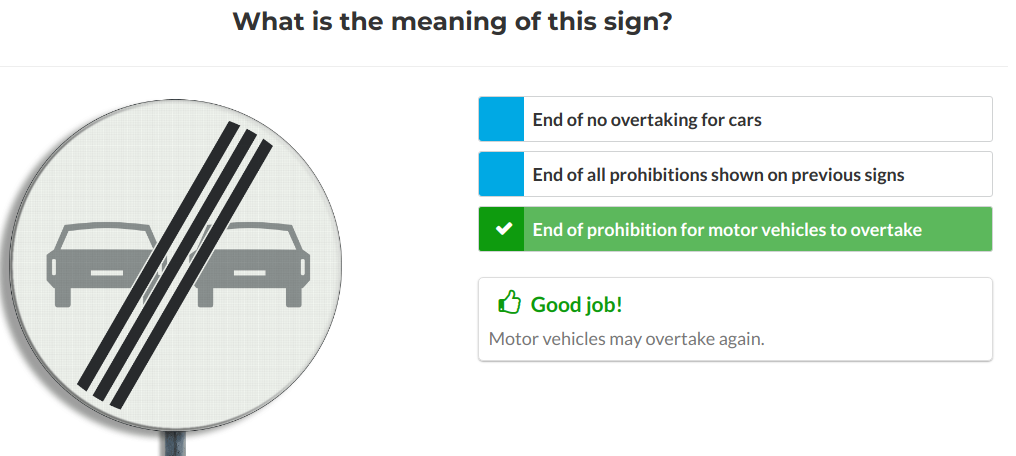 What is the meaning of this sign?
End of no overtaking for cars
End of all prohibitions shown on previous signs
End of prohibition for motor vehicles to overtake
Good job!
Motor vehicles may overtake again.